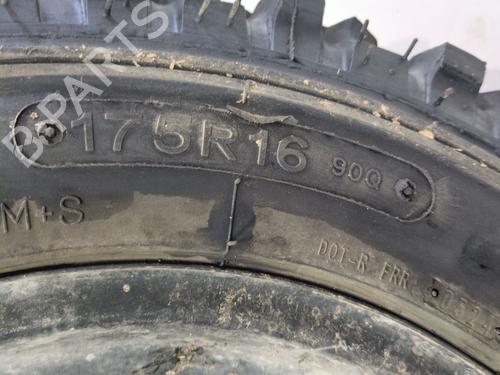 B-PARTS
175R16 90Q
M+S
DOT-R FRR